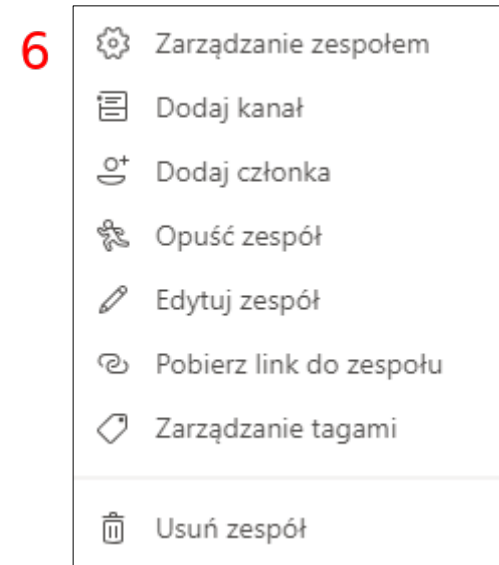 6
Zarządzanie zespołem
Dodaj kanał
Dodaj członka
Opuść zespół
Edytuj zespół
Pobierz link do zespołu
Zarządzanie tagami
Usuń zespół